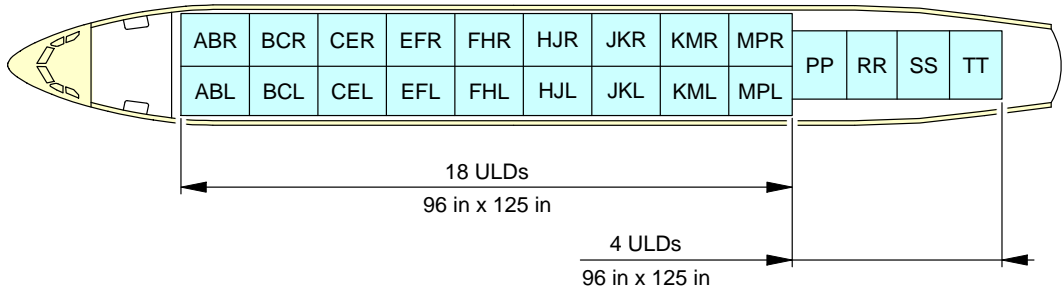 ABR BCR CER EFR FHR HJR JKR KMR MPR
PP RR SS TT
ABL BCL CEL EFL FHL HJL JKL KML MPL
18 ULDs
96 in x 125 in
4 ULDs
96 in x 125 in